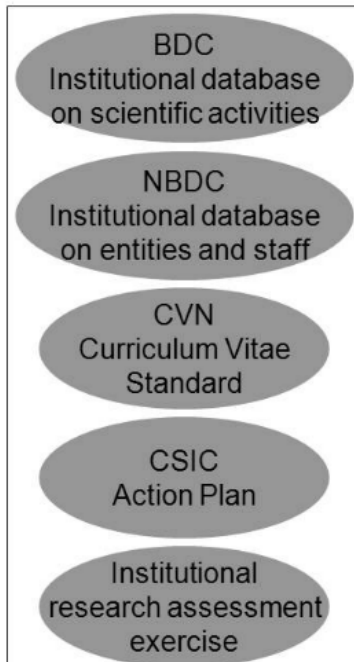 BDC
Institutional database
on scientific activities
NBDC
Institutional database
on entities and staff
CVN
Curriculum Vitae
Standard
CSIC
Action Plan
Institutional
research assessment
exercise